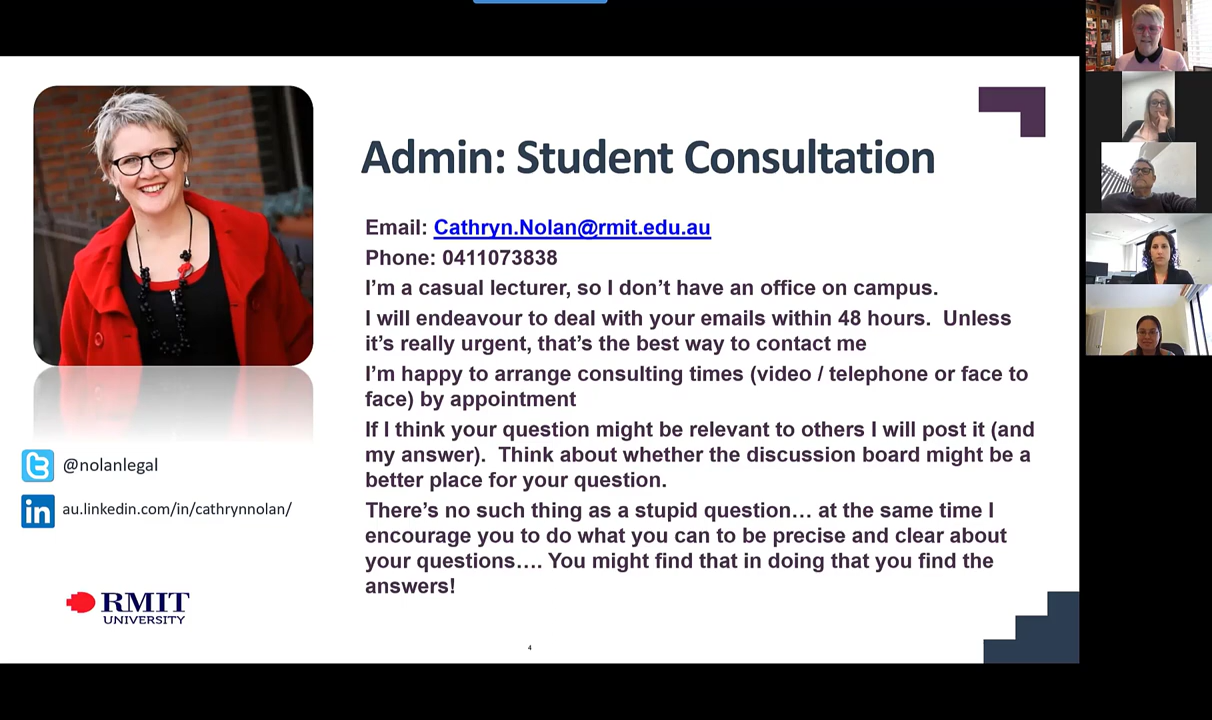 Admin: Student Consultation
Email: Cathryn.Nolan@rmit.edu.au
Phone: 0411073838
I'm a casual lecturer, so I don't have an office on campus.
I will endeavour to deal with your emails within 48 hours.  Unless
it's really urgent, that's the best way to contact me
I'm happy to arrange consulting times (video / telephone or face to
face) by appointment
If I think your question might be relevant to others I will post it (and
my answer).  Think about whether the discussion board might be a
better place for your question.
There's no such thing as a stupid question… at the same time I
encourage you to do what you can to be precise and clear about
your questions…. You might find that in doing that you find the
answers!
@nolanlegal
in au.linkedin.com/in/cathrynnolan/
RMIT
UNIVERSITY
4